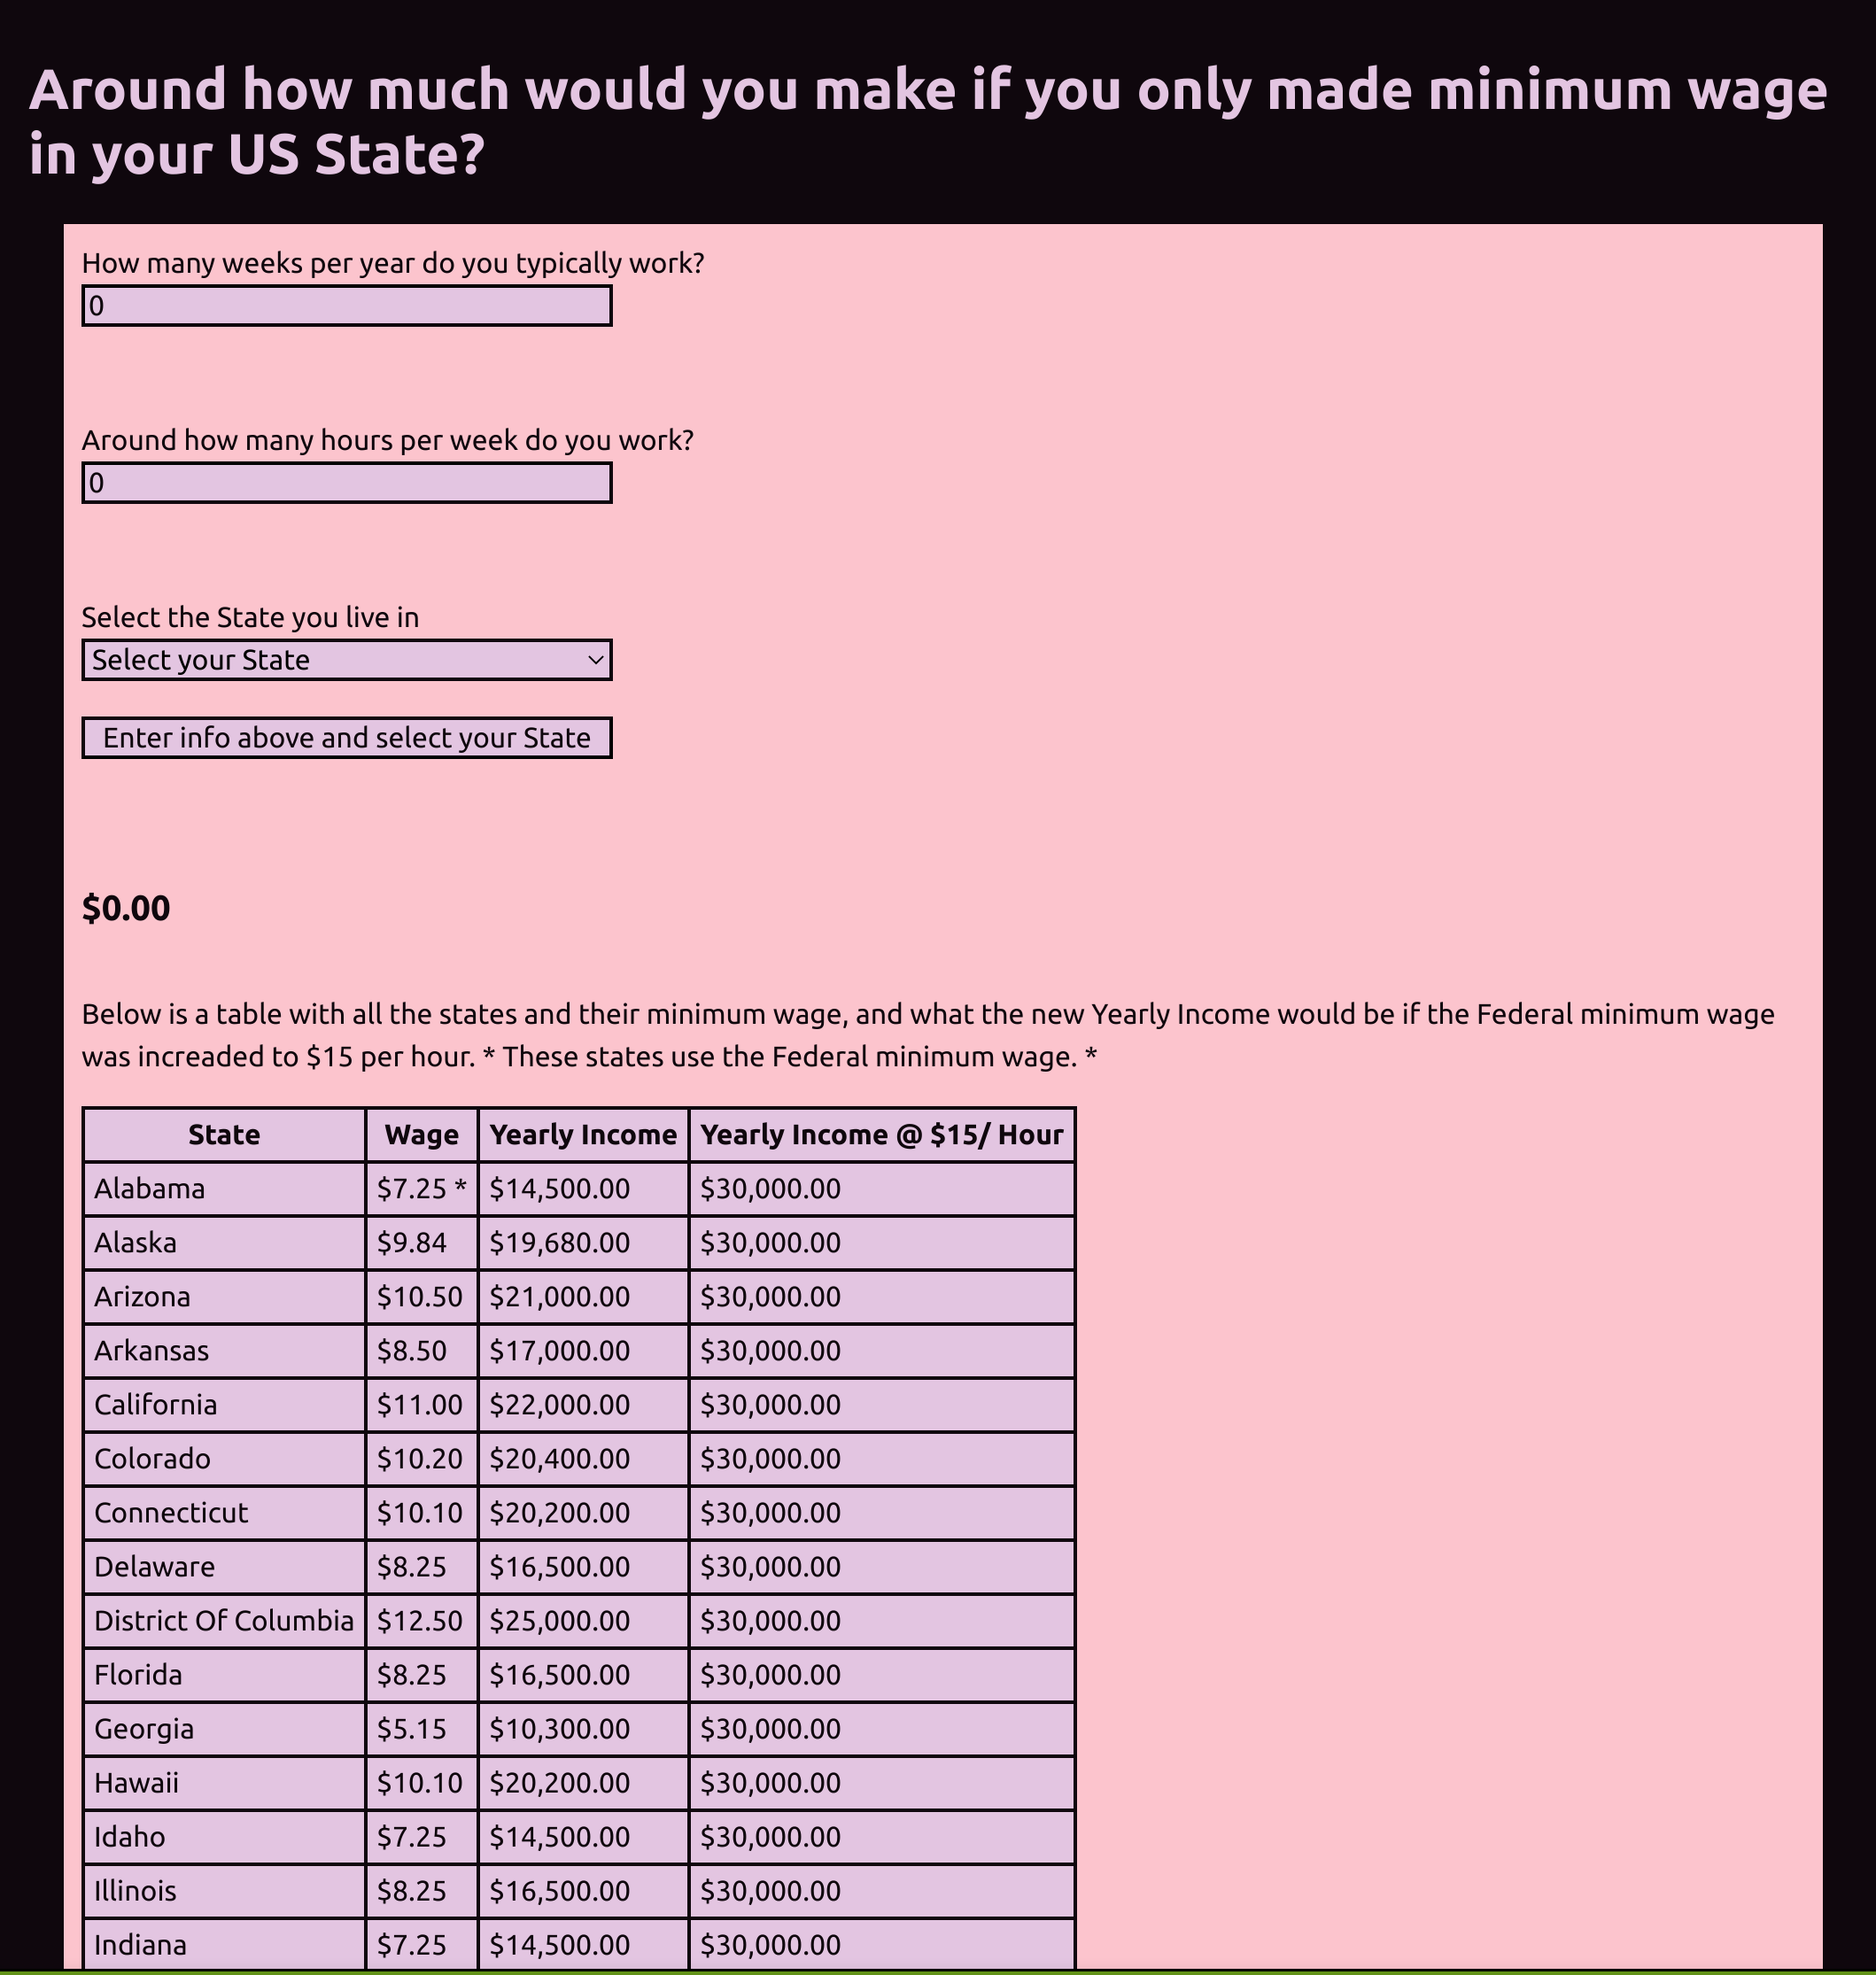 Around how much would you make if you only made minimum wage
in your US State?
How many weeks per year do you typically work?
0
Around how many hours per week do you work?
0
Select the State you live in
Select your State
Enter info above and select your State
$0.00
Below is a table with all the states and their minimum wage, and what the new Yearly Income would be if the Federal minimum wage
was increaded to $15 per hour. * These states use the Federal minimum wage. *
State Wage Yearly Income Yearly Income @ $15/ Hour
Alabama $7.25 * $14,500.00 $30,000.00
Alaska $9.84 $19,680.00 $30,000.00
Arizona $10.50 $21,000.00 $30,000.00
Arkansas $8.50 $17,000.00 $30,000.00
California $11.00 $22,000.00 $30,000.00
Colorado $10.20 $20,400.00 $30,000.00
Connecticut $10.10 $20,200.00 $30,000.00
Delaware $8.25 $16,500.00 $30,000.00
District Of Columbia $12.50 $25,000.00 $30,000.00
Florida $8.25 $16,500.00 $30,000.00
Georgia $5.15 $10,300.00 $30,000.00
Hawaii $10.10 $20,200.00 $30,000.00
Idaho $7.25 $14,500.00 $30,000.00
Illinois $8.25 $16,500.00 $30,000.00
Indiana $7.25 $14,500.00 $30,000.00